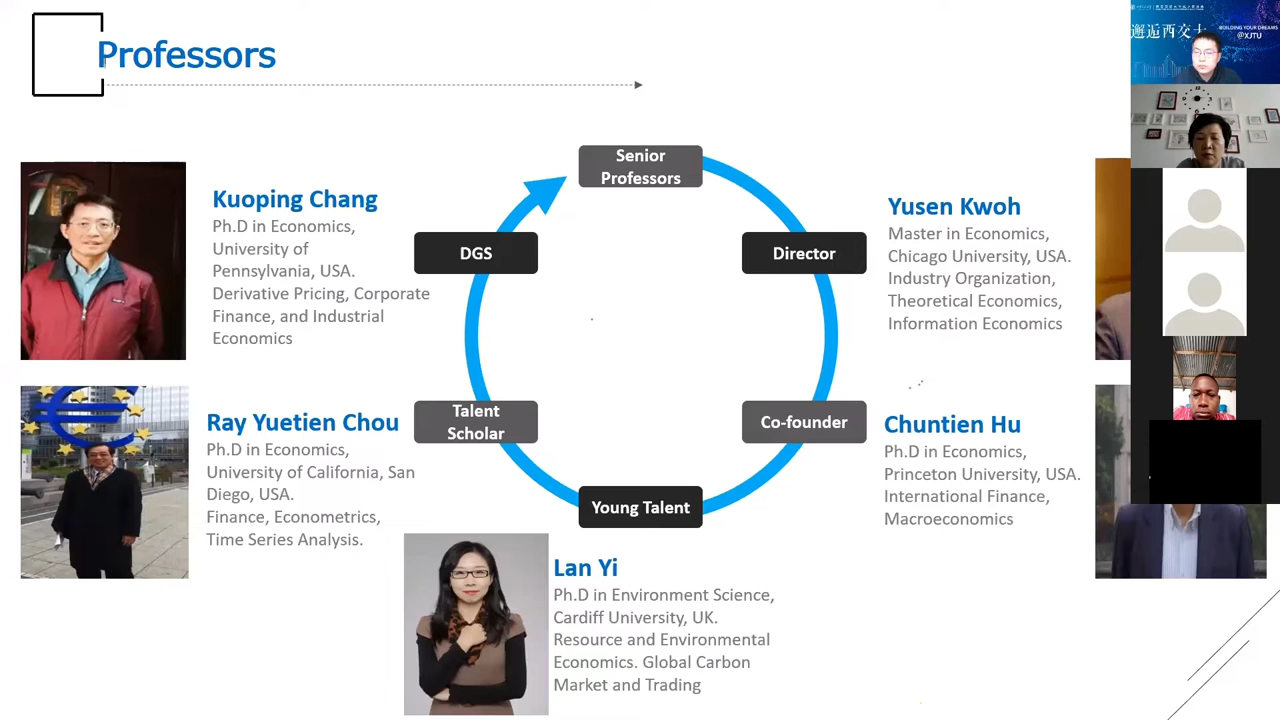 Professors
Senior
Professors
DGS
Director
Talent
Scholar
Co-founder
Young Talent
Kuoping Chang
Ph.D in Economics,
University of
Pennsylvania, USA.
Derivative Pricing, Corporate
Finance, and Industrial
Economics
Yusen Kwoh
Master in Economics,
Chicago University, USA.
Industry Organization,
Theoretical Economics,
Information Economics
Ray Yuetien Chou
Ph.D in Economics,
University of California, San
Diego, USA.
Finance, Econometrics,
Time Series Analysis.
Chuntien Hu
Ph.D in Economics,
Princeton University, USA.
International Finance,
Macroeconomics
Lan Yi
Ph.D in Environment Science,
Cardiff University, UK.
Resource and Environmental
Economics. Global Carbon
Market and Trading
邂逅西交大
BUILDING YOUR DREAMS
@XJTU